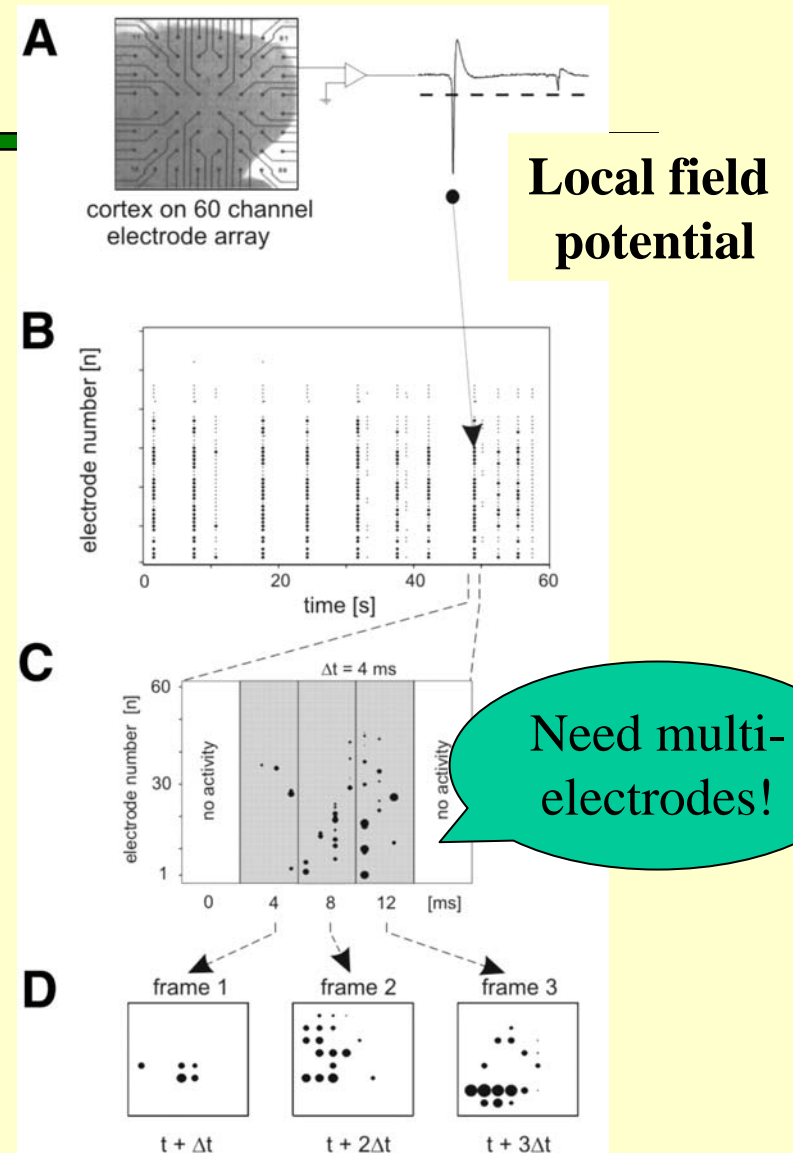 A
cortex on 60 channel
electrode array
Local field
potential
B
electrode number [n]
0 20 40 60
time [s]
C
Δt = 4 ms
electrode number [n]
60
30
1
no activity
no activity
0 4 8 12 [ms]
Need multi-
electrodes!
D
frame 1 frame 2 frame 3
t + Δt t + 2Δt t + 3Δt